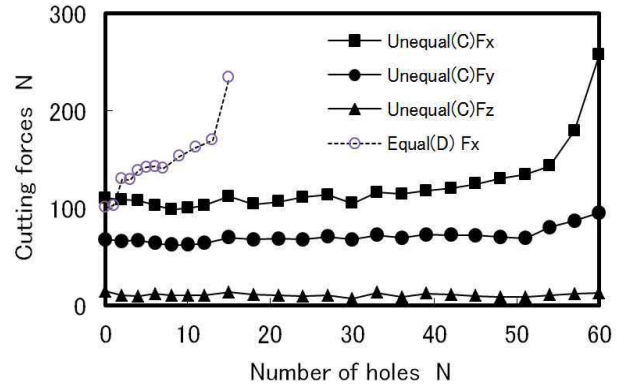 300
200
100
0
Cutting forces N
Unequal(C)Fx
Unequal(C)Fy
Unequal(C)Fz
Equal(D) Fx
0 10 20 30 40 50 60
Number of holes N